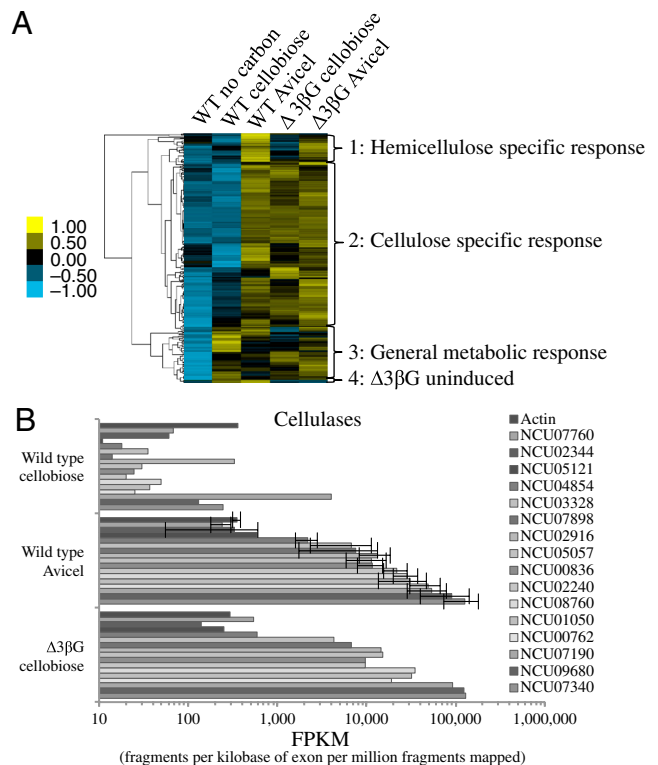 A
WT no carbon
WT cellobiose
WT Avicel
Δ 3βG cellobiose
Δ3βG Avicel
1: Hemicellulose specific response
2: Cellulose specific response
3: General metabolic response
4: Δ3βG uninduced
1.00
0.50
0.00
−0.50
−1.00
B
Cellulases
Wild type
cellobiose
Wild type
Avicel
Δ3βG
cellobiose
Actin
NCU07760
NCU02344
NCU05121
NCU04854
NCU03328
NCU07898
NCU02916
NCU05057
NCU00836
NCU02240
NCU08760
NCU01050
NCU00762
NCU07190
NCU09680
NCU07340
10 100 1,000 10,000 100,000 1,000,000
FPKM
(fragments per kilobase of exon per million fragments mapped)